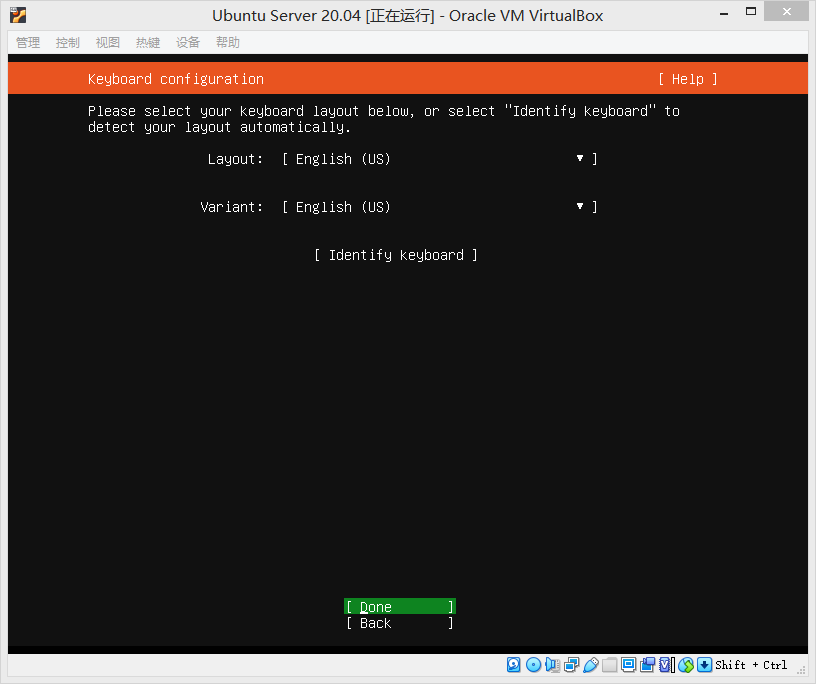 Ubuntu Server 20.04 [正在运行] - Oracle VM VirtualBox
管理 控制 视图 热键 设备 帮助
Keyboard configuration [ Help ]
Please select your keyboard layout below, or select "Identify keyboard" to
detect your layout automatically.
Layout: [ English (US) ▾ ]
Variant: [ English (US) ▾ ]
[ Identify keyboard ]
[ Done ]
[ Back ]
Shift + Ctrl